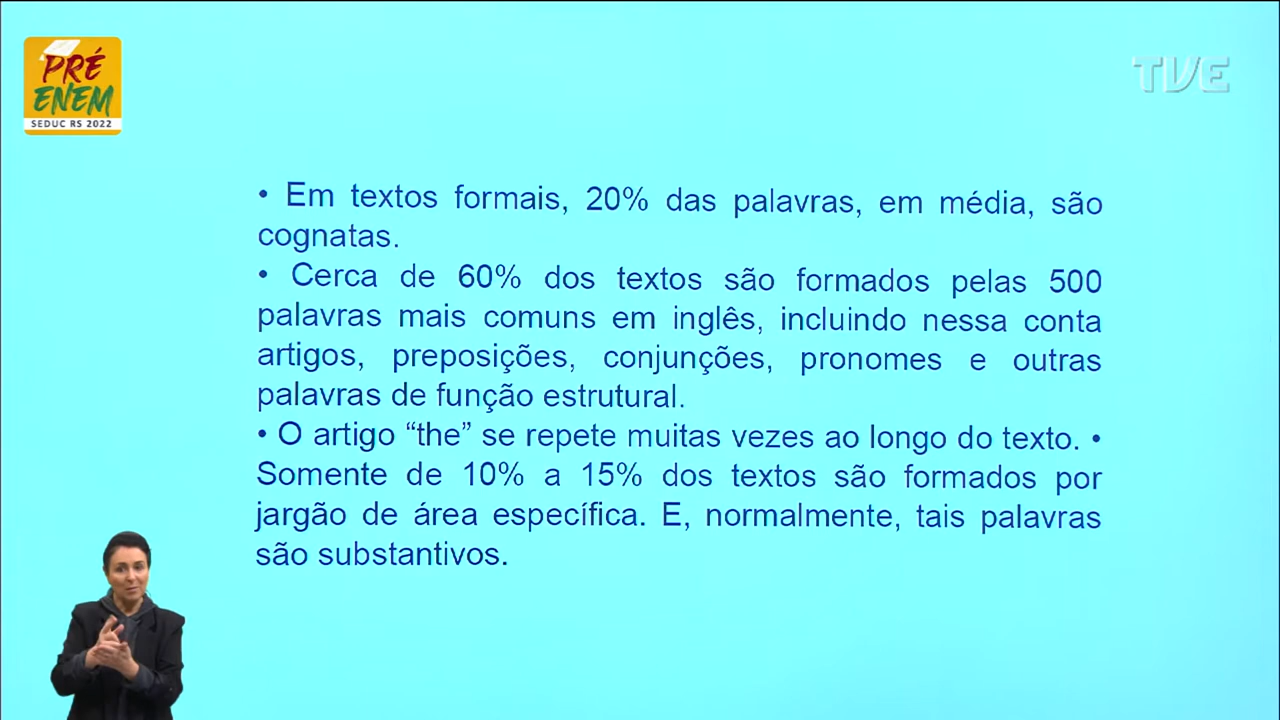 PRÉ
ENEM
SEDUC RS 2022
TVE
• Em textos formais, 20% das palavras, em média, são
cognatas.
• Cerca de 60% dos textos são formados pelas 500
palavras mais comuns em inglês, incluindo nessa conta
artigos, preposições, conjunções, pronomes e outras
palavras de função estrutural.
• O artigo “the” se repete muitas vezes ao longo do texto. •
Somente de 10% a 15% dos textos são formados por
jargão de área específica. E, normalmente, tais palavras
são substantivos.